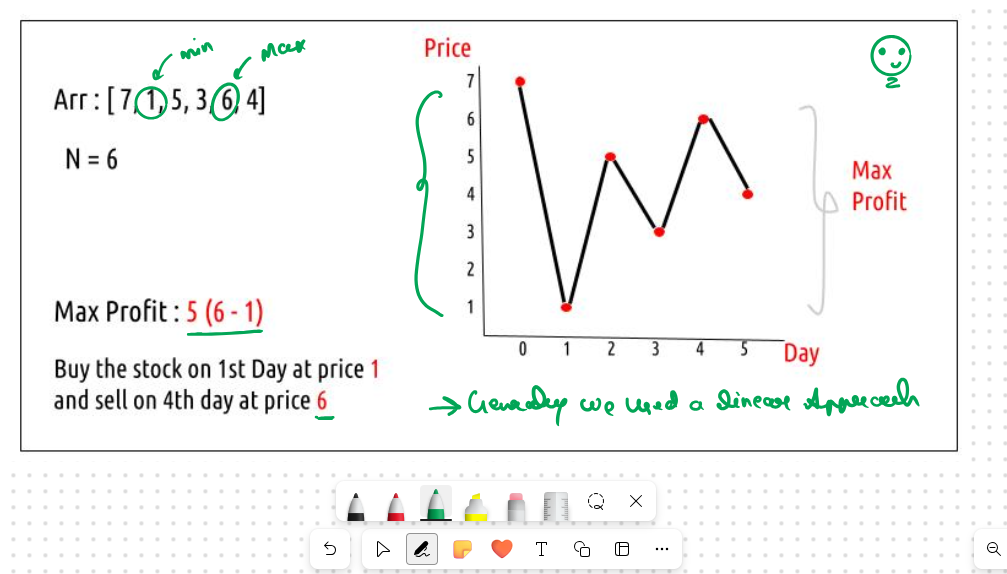 min
Max
Arr : [ 7, 1, 5, 3, 6, 4]
N = 6
Max Profit : 5 (6 - 1)
Buy the stock on 1st Day at price 1
and sell on 4th day at price 6
Price
7
6
5
4
3
2
1
0 1 2 3 4 5
Day
Max
Profit
→ we used a Linear Approach
T